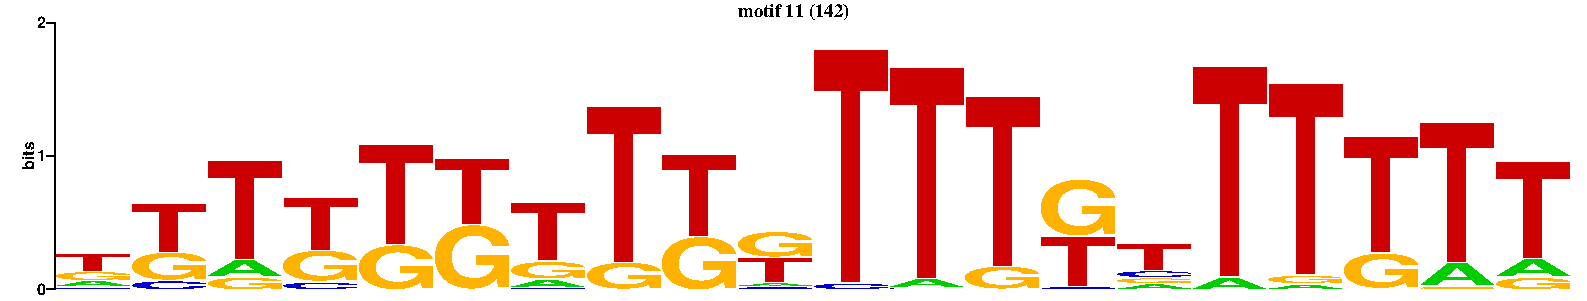 motif 11 (142)
2
bits
1
0
T T T T T T T T T G T T T G T T T T T T
G G A G G G G G G T C A G T C A G G A A
A C G C A A A G A G